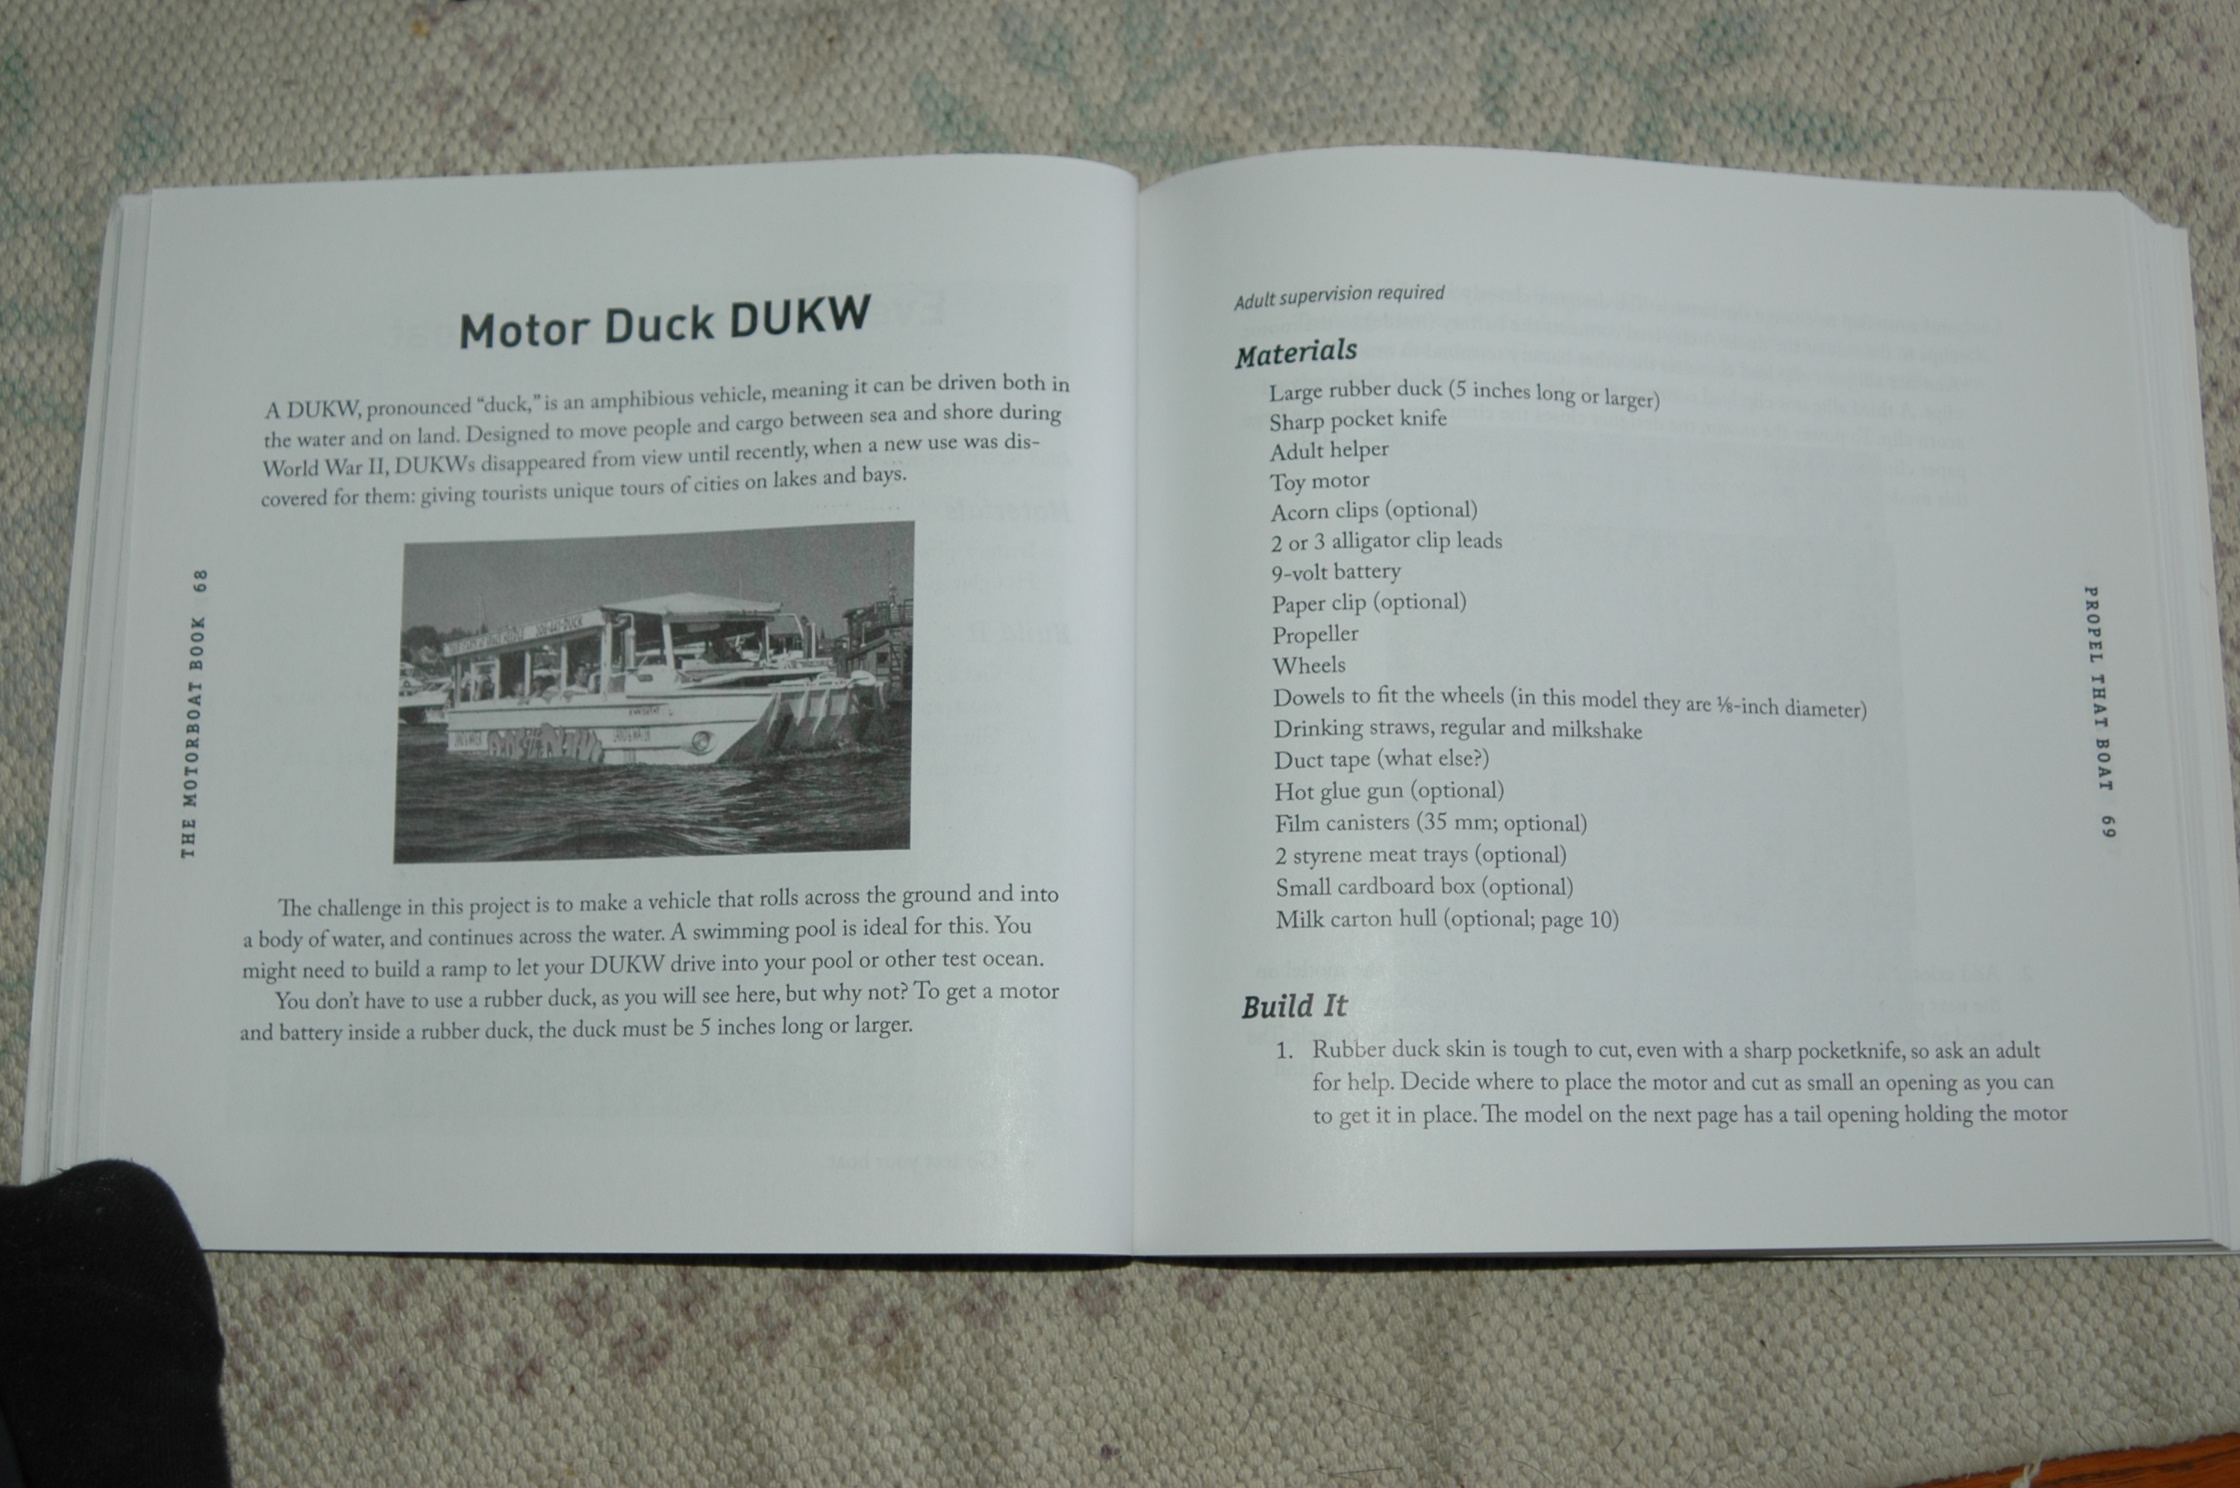 Motor Duck DUKW
A DUKW, pronounced “duck,” is an amphibious vehicle, meaning it can be driven both in
the water and on land. Designed to move people and cargo between sea and shore during
World War II, DUKWs disappeared from view until recently, when a new use was dis-
covered for them: giving tourists unique tours of cities on lakes and bays.
The challenge in this project is to make a vehicle that rolls across the ground and into
a body of water, and continues across the water. A swimming pool is ideal for this. You
might need to build a ramp to let your DUKW drive into your pool or other test ocean.
You don’t have to use a rubber duck, as you will see here, but why not? To get a motor
and battery inside a rubber duck, the duck must be 5 inches long or larger.
THE MOTORBOAT BOOK 68
Adult supervision required
Materials
Large rubber duck (5 inches long or larger)
Sharp pocket knife
Adult helper
Toy motor
Acorn clips (optional)
2 or 3 alligator clip leads
9-volt battery
Paper clip (optional)
Propeller
Wheels
Dowels to fit the wheels (in this model they are ⅛-inch diameter)
Drinking straws, regular and milkshake
Duct tape (what else?)
Hot glue gun (optional)
Film canisters (35 mm; optional)
2 styrene meat trays (optional)
Small cardboard box (optional)
Milk carton hull (optional; page 10)
Build It
1. Rubber duck skin is tough to cut, even with a sharp pocketknife, so ask an adult
for help. Decide where to place the motor and cut as small an opening as you can
to get it in place. The model on the next page has a tail opening holding the motor
PROPEL THAT BOAT 69